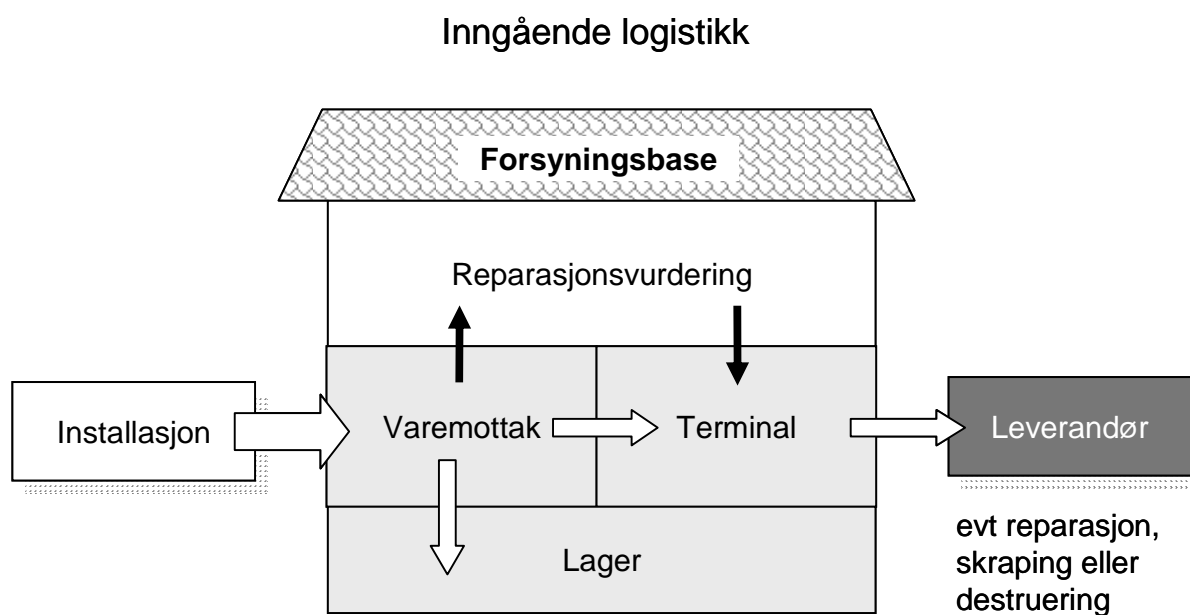 Inngående logistikk
Forsyningsbase
Reparasjonsvurdering
Installasjon
Varemottak
Terminal
Leverandør
Lager
evt reparasjon,
skraping eller
destruering